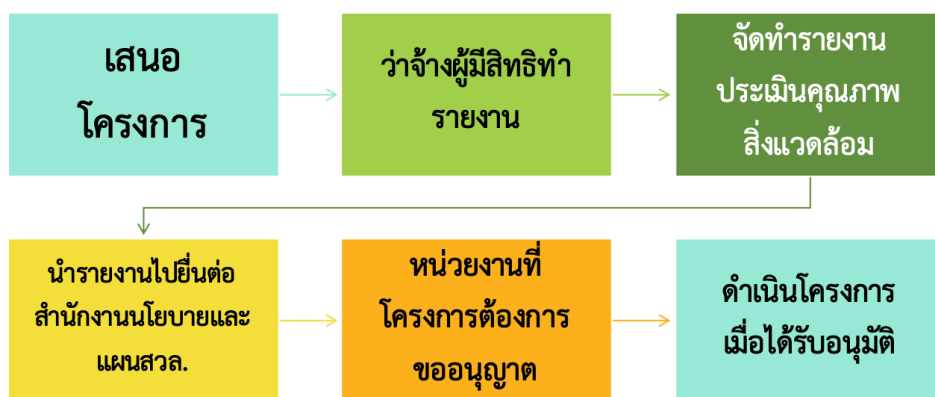 เสนอ
โครงการ
ว่าจ้างผู้มีสิทธิทำ
รายงาน
จัดทำรายงาน
ประเมินคุณภาพ
สิ่งแวดล้อม
นำรายงานไปยื่นต่อ
สำนักงานนโยบายและ
แผนสวล.
หน่วยงานที่
โครงการต้องการ
ขออนุญาต
ดำเนินโครงการ
เมื่อได้รับอนุมัติ